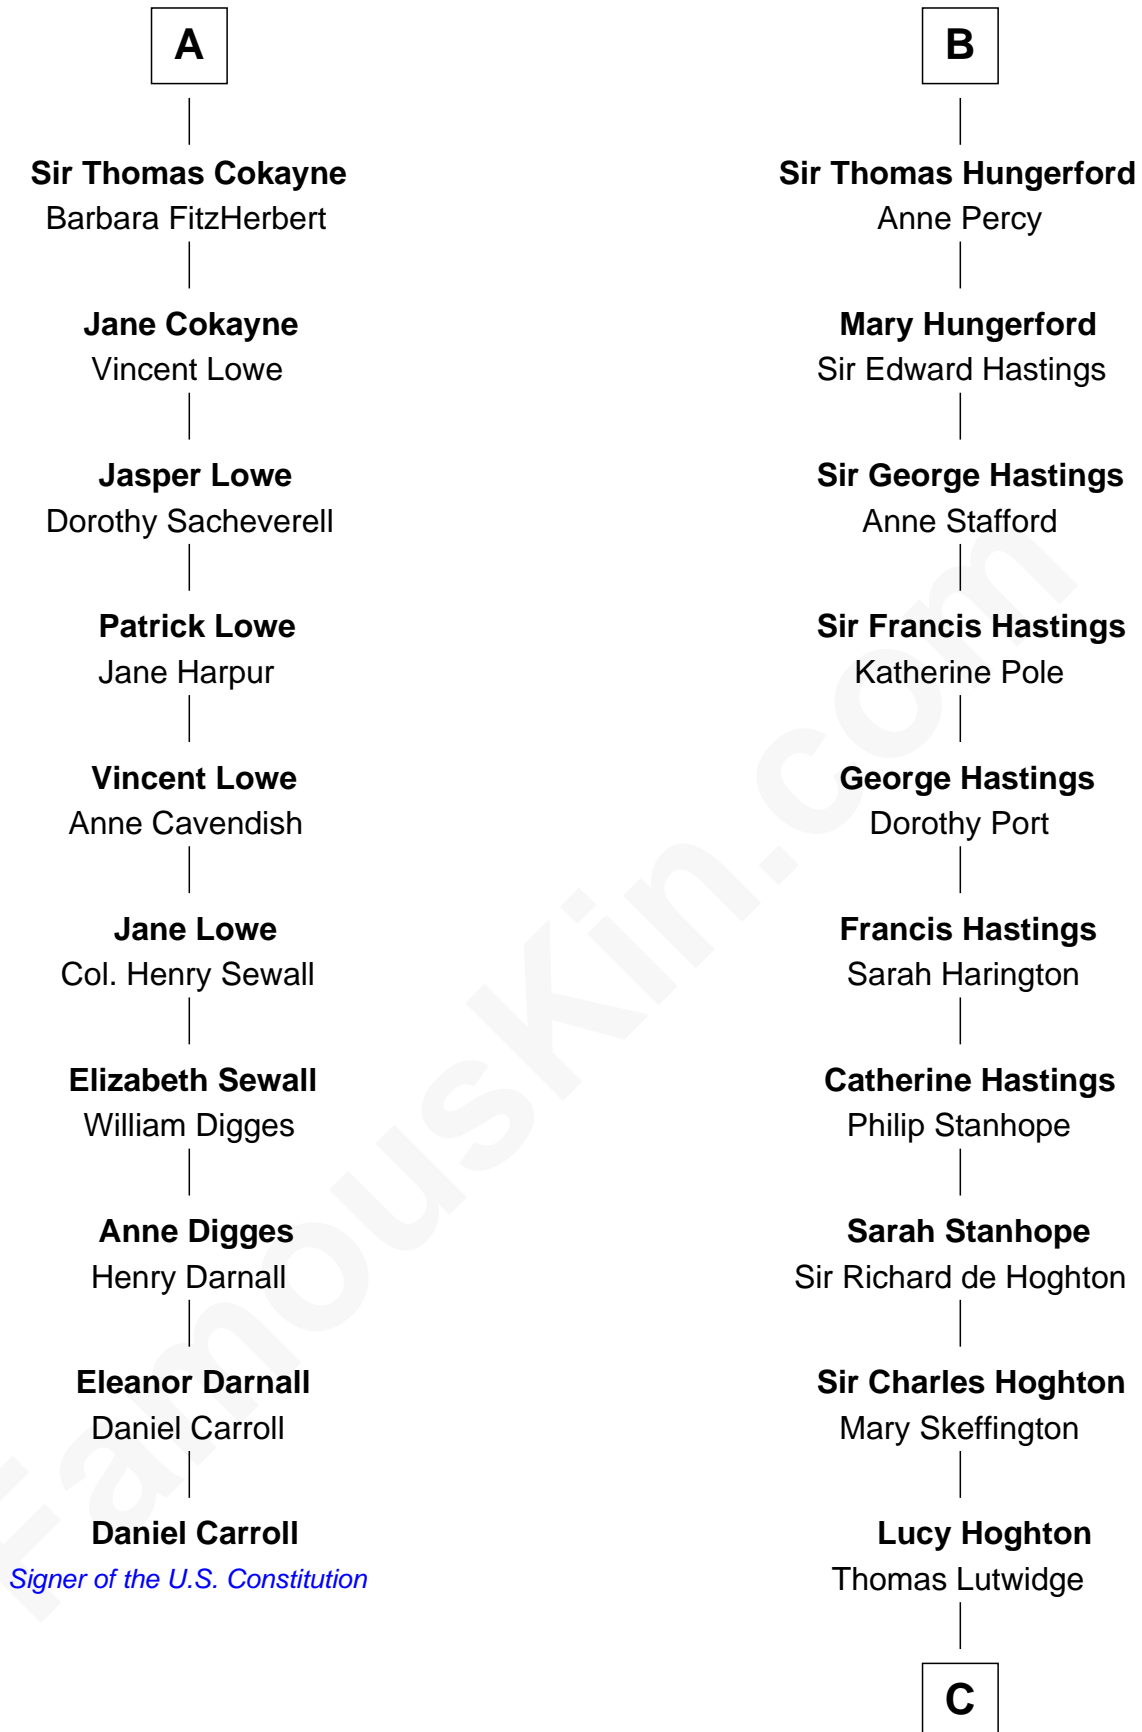 A
Sir Thomas Cokayne
Barbara FitzHerbert
Jane Cokayne
Vincent Lowe
Jasper Lowe
Dorothy Sacheverell
Patrick Lowe
Jane Harpur
Vincent Lowe
Anne Cavendish
Jane Lowe
Col. Henry Sewall
Elizabeth Sewall
William Digges
Anne Digges
Henry Darnall
Eleanor Darnall
Daniel Carroll
Daniel Carroll
Signer of the U.S. Constitution
B
Sir Thomas Hungerford
Anne Percy
Mary Hungerford
Sir Edward Hastings
Sir George Hastings
Anne Stafford
Sir Francis Hastings
Katherine Pole
George Hastings
Dorothy Port
Francis Hastings
Sarah Harington
Catherine Hastings
Philip Stanhope
Sarah Stanhope
Sir Richard de Hoghton
Sir Charles Hoghton
Mary Skeffington
Lucy Hoghton
Thomas Lutwidge
C
FamousKin.com